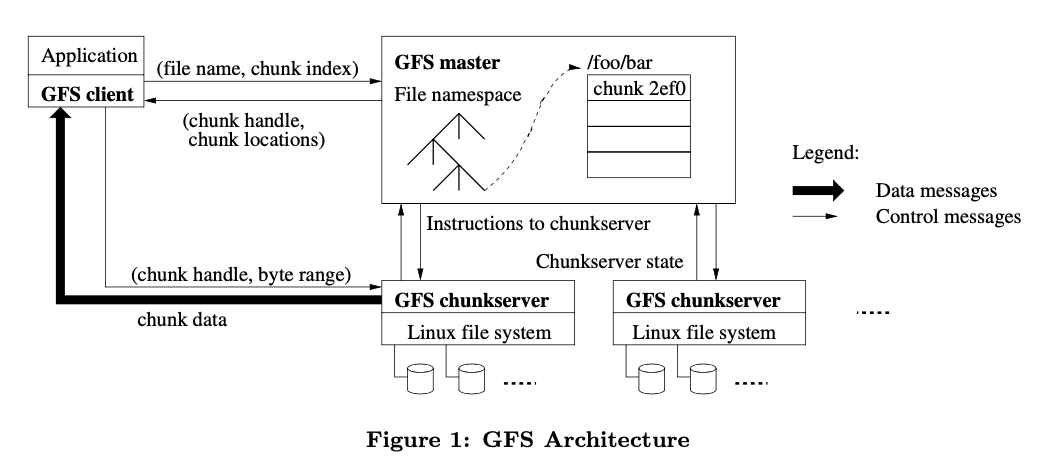 Application
GFS client
(file name, chunk index)
(chunk handle,
chunk locations)
GFS master
File namespace
/foo/bar
chunk 2ef0
Legend:
Data messages
Control messages
Instructions to chunkserver
Chunkserver state
(chunk handle, byte range)
chunk data
GFS chunkserver
Linux file system
GFS chunkserver
Linux file system
Figure 1: GFS Architecture